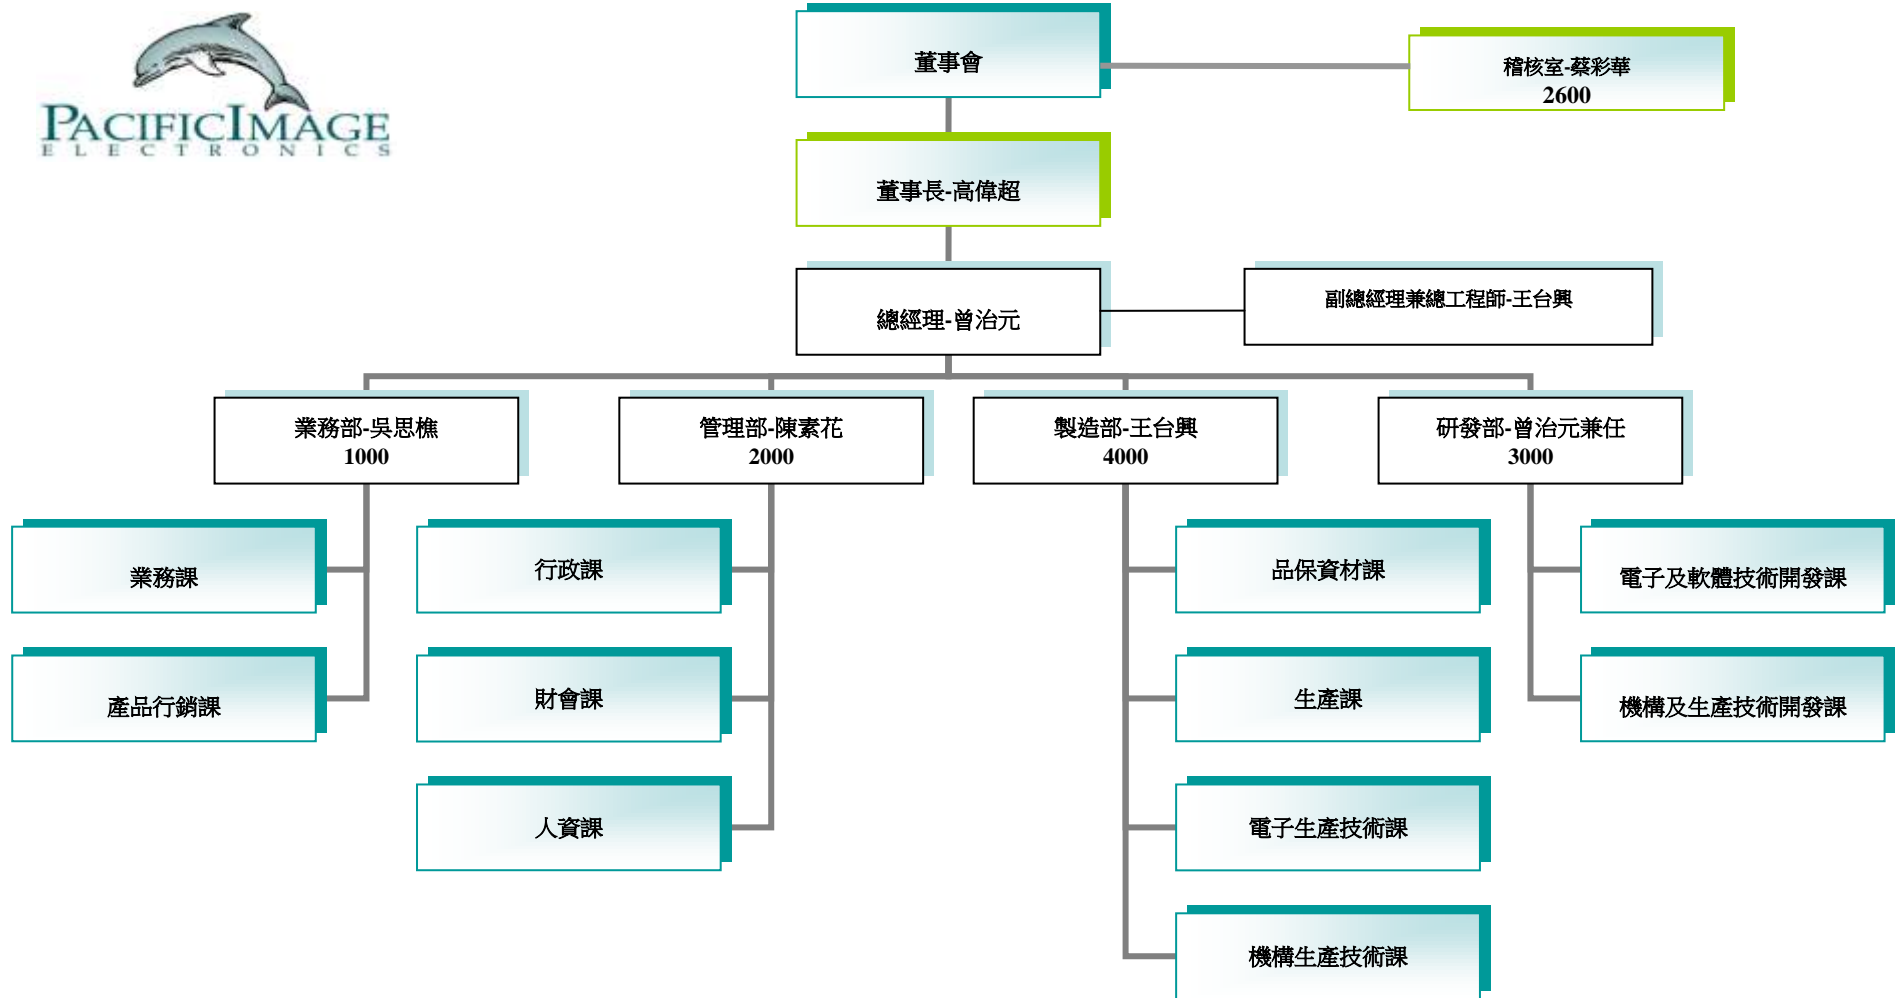 PACIFICIMAGE
ELECTRONICS
董事會
稽核室-蔡彩華
2600
董事長-高偉超
總經理-曾治元
副總經理兼總工程師-王台興
業務部-吳思樵
1000
管理部-陳素花
2000
製造部-王台興
4000
研發部-曾治元兼任
3000
業務課
行政課
品保資材課
電子及軟體技術開發課
產品行銷課
財會課
生產課
機構及生產技術開發課
人資課
電子生產技術課
機構生產技術課